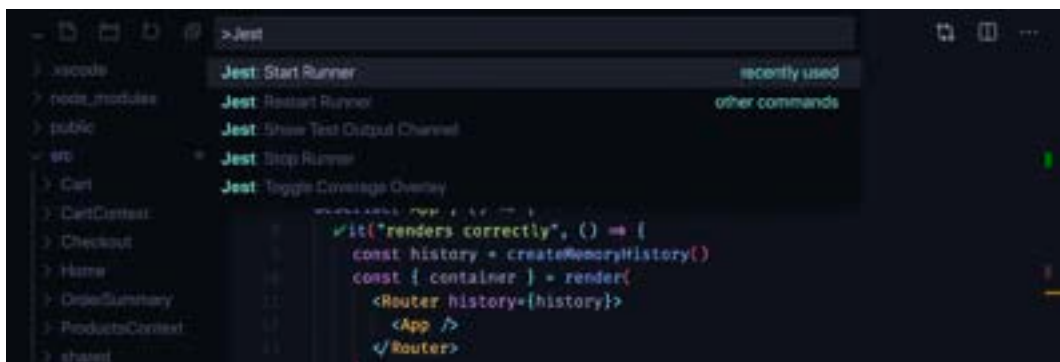 >Jest
Jest: Start Runner recently used
Jest: Restart Runner other commands
Jest: Show Test Output Channel
Jest: Stop Runner
Jest: Toggle Coverage Overlay
.vscode
node_modules
public
src
Cart
CartContext
Checkout
Home
OrderSummary
ProductsContext
shared
it("renders correctly", () => {
const history = createMemoryHistory()
const { container } = render(
<Router history={history}>
<App />
</Router>